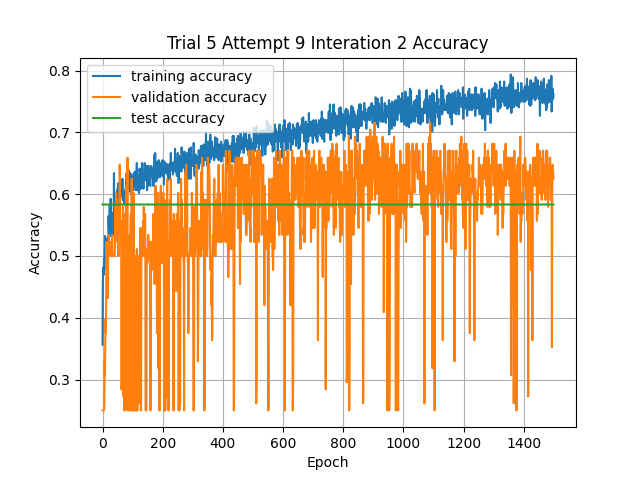 Trial 5 Attempt 9 Interation 2 Accuracy
training accuracy
validation accuracy
test accuracy
0.8
0.7
0.6
0.5
0.4
0.3
Accuracy
0 200 400 600 800 1000 1200 1400
Epoch